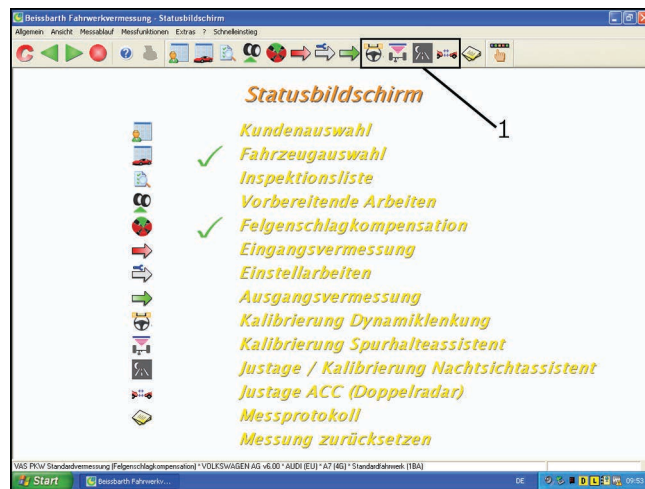 Beissbarth Fahrwerkvermessung - Statusbildschirm
Allgemein Ansicht Messablauf Messfunktionen Extras ? Schnelleinstieg
Statusbildschirm
1
Kundenauswahl
Fahrzeugauswahl
Inspektionsliste
Vorbereitende Arbeiten
Felgenschlagkompensation
Eingangsvermessung
Einstellarbeiten
Ausgangsvermessung
Kalibrierung Dynamiklenkung
Kalibrierung Spurhalteassistent
Justage / Kalibrierung Nachtsichtassistent
Justage ACC (Doppelradar)
Messprotokoll
Messung zurücksetzen
VAS PKW Standardvermessung (Felgenschlagkompensation) * VOLKSWAGEN AG v6.00 * AUDI (EU) * A7 (4G) * Standardfahrwerk (1BA)
Start Beissbarth Fahrwerkv... DE D L 09:53